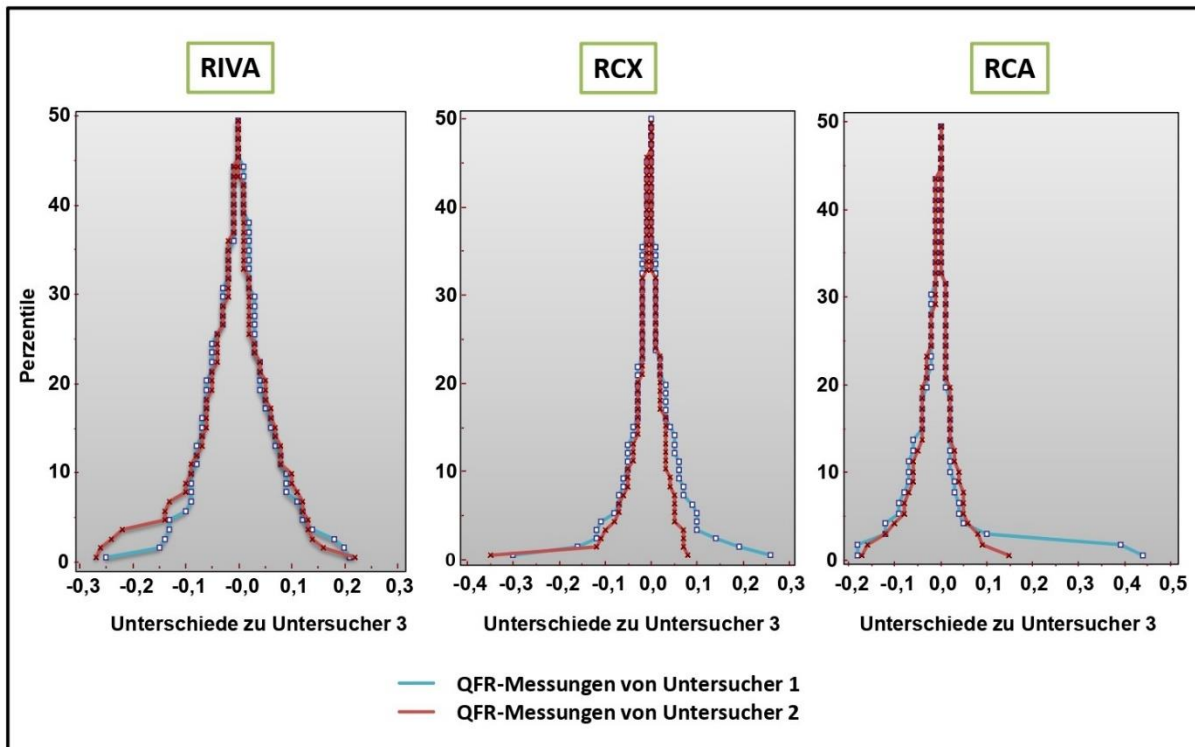 RIVA
RCX
RCA
Perzentile
50
40
30
20
10
0
-0,3 -0,2 -0,1 0,0 0,1 0,2 0,3
Unterschiede zu Untersucher 3
50
40
30
20
10
0
-0,4 -0,3 -0,2 -0,1 0,0 0,1 0,2 0,3
Unterschiede zu Untersucher 3
50
40
30
20
10
0
-0,2 -0,1 0,0 0,1 0,2 0,3 0,4 0,5
Unterschiede zu Untersucher 3
QFR-Messungen von Untersucher 1
QFR-Messungen von Untersucher 2